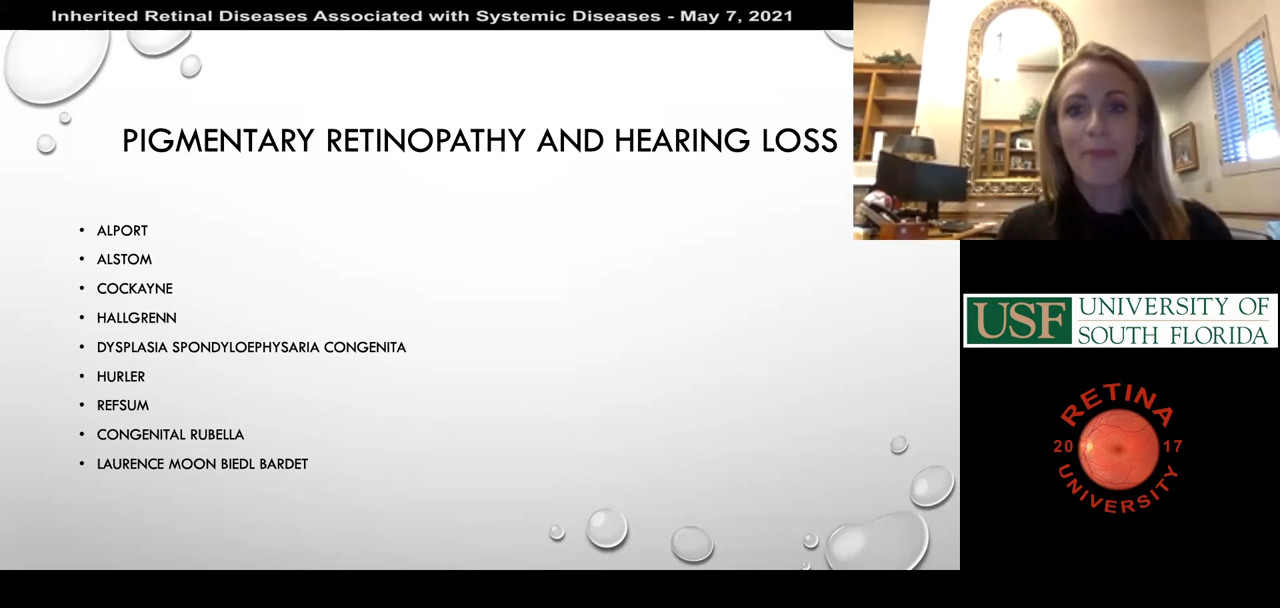 Inherited Retinal Diseases Associated with Systemic Diseases - May 7, 2021
PIGMENTARY RETINOPATHY AND HEARING LOSS
• ALPORT
• ALSTOM
• COCKAYNE
• HALLGRENN
• DYSPLASIA SPONDYLOEPHYSARIA CONGENITA
• HURLER
• REFSUM
• CONGENITAL RUBELLA
• LAURENCE MOON BIEDL BARDET
USF UNIVERSITY OF
SOUTH FLORIDA
RETINA
20 17
UNIVERSITY